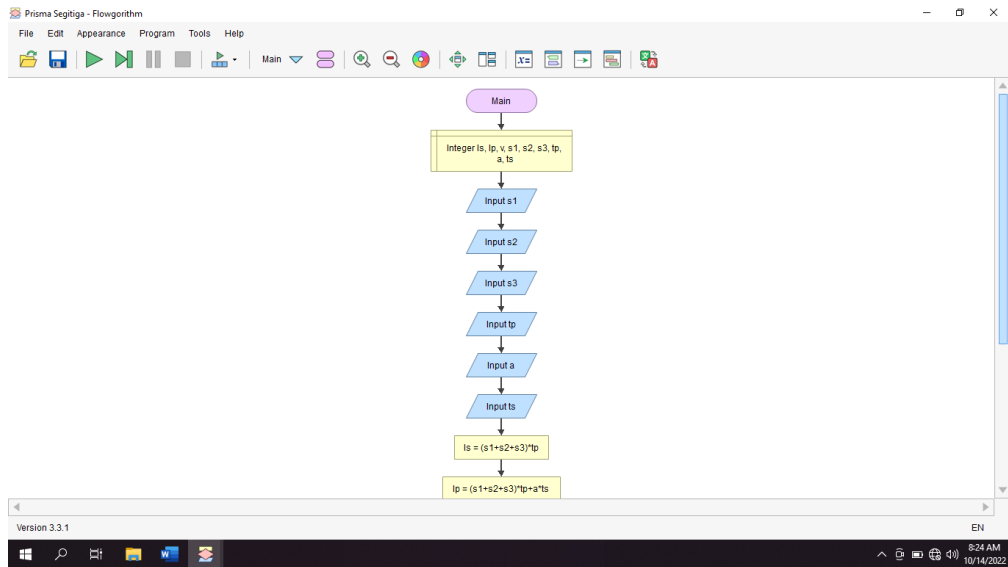 Prisma Segitiga - Flowgorithm
File Edit Appearance Program Tools Help
Main
x=
Main
Integer ls, lp, v, s1, s2, s3, tp,
a, ts
Input s1
Input s2
Input s3
Input tp
Input a
Input ts
ls = (s1+s2+s3)*tp
lp = (s1+s2+s3)*tp+a*ts
Version 3.3.1 EN
8:24 AM
10/14/2022